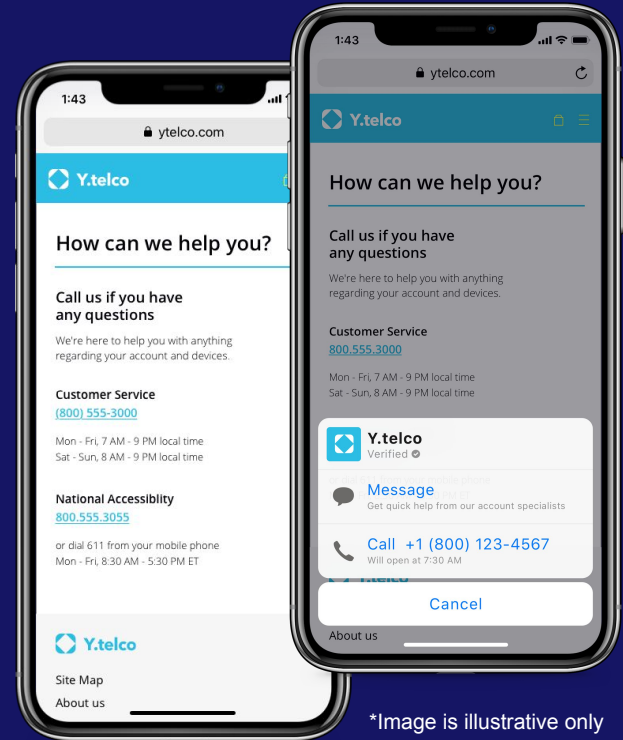 1:43
ytelco.com
Y.telco
How can we help you?
Call us if you have
any questions
We're here to help you with anything
regarding your account and devices.
Customer Service
(800) 555-3000
Mon - Fri, 7 AM - 9 PM local time
Sat - Sun, 8 AM - 9 PM local time
National Accessiblity
800.555.3055
or dial 611 from your mobile phone
Mon - Fri, 8:30 AM - 5:30 PM ET
Y.telco
Site Map
About us
1:43
ytelco.com
Y.telco
How can we help you?
Call us if you have
any questions
We're here to help you with anything
regarding your account and devices.
Customer Service
800.555.3000
Mon - Fri, 7 AM - 9 PM local time
Sat - Sun, 8 AM - 9 PM local time
Y.telco
Verified
Message
Get quick help from our account specialists
Call +1 (800) 123-4567
Will open at 7:30 AM
Y.telco
Cancel
About us
*Image is illustrative only